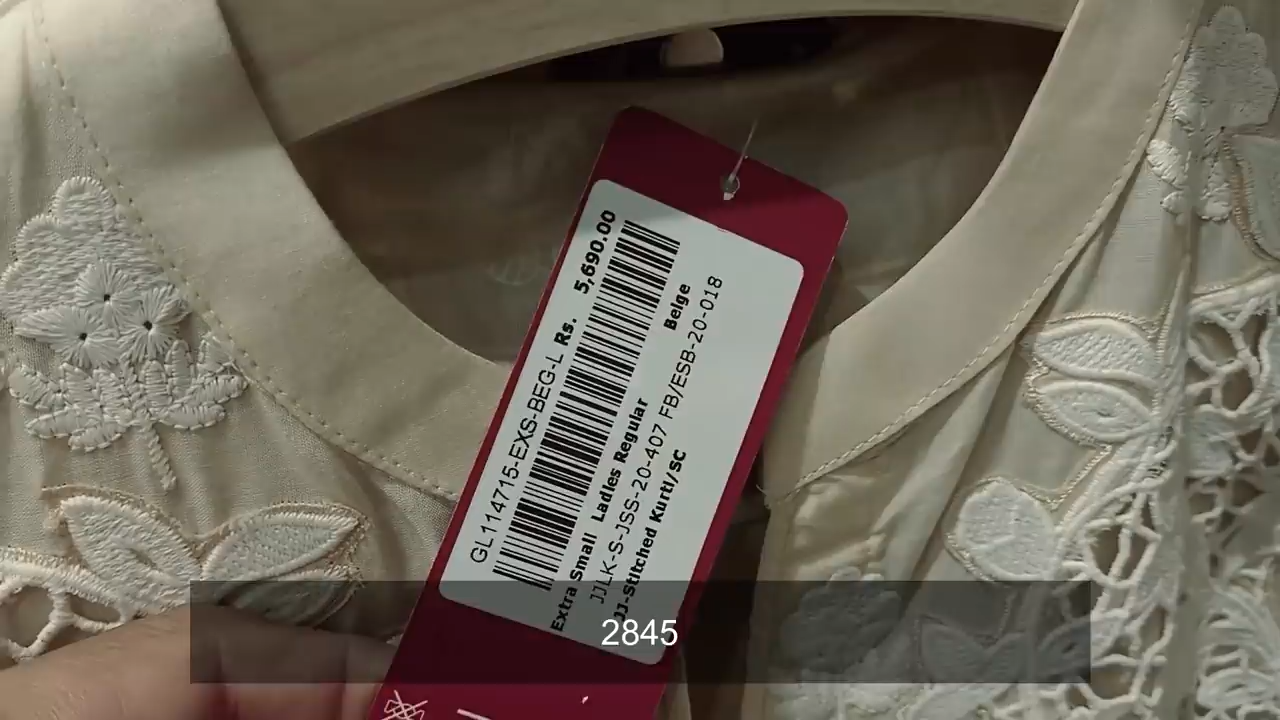 GL114715-EXS-BEG-L Rs. 5,690.00
Extra Small Ladies Regular Beige
JJLK-S-JSS-20-407 FB/ESB-20-018
JJ-Stitched Kurti/SC
2845